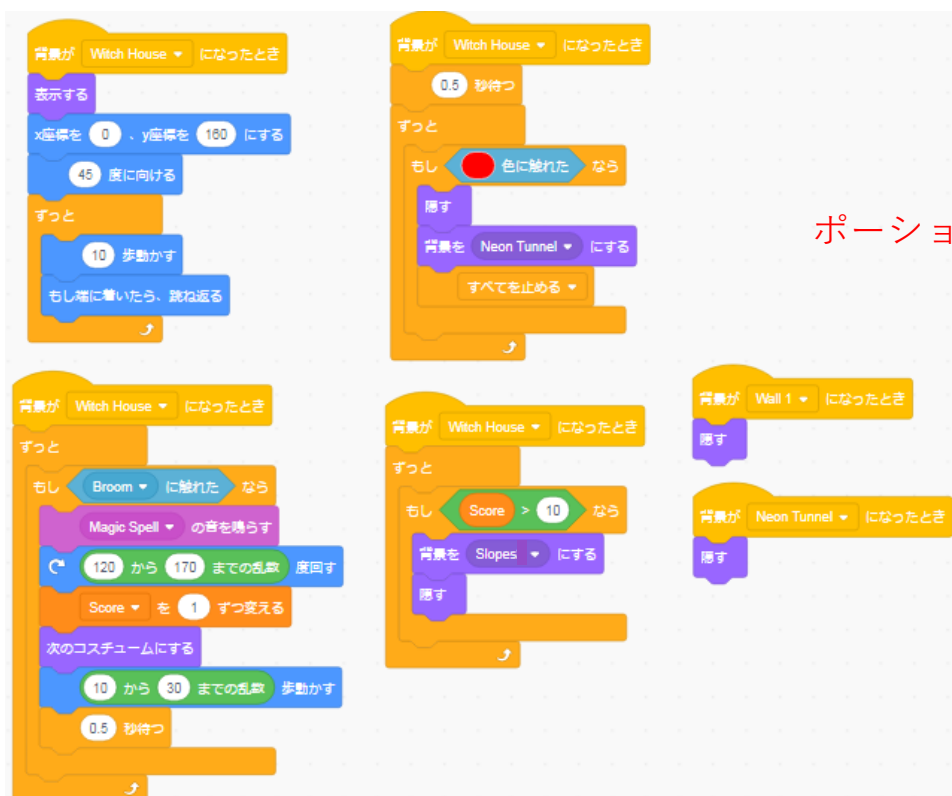 背景が Witch House になったとき
表示する
x座標を 0 、y座標を 160 にする
45 度に向ける
ずっと
10 歩動かす
もし端に着いたら、跳ね返る
背景が Witch House になったとき
0.5 秒待つ
ずっと
もし 色に触れた なら
隠す
背景を Neon Tunnel にする
すべてを止める
ポーショ
背景が Witch House になったとき
ずっと
もし Broom に触れた なら
Magic Spell の音を鳴らす
120 から 170 までの乱数 度回す
Score を 1 ずつ変える
次のコスチュームにする
10 から 30 までの乱数 歩動かす
0.5 秒待つ
背景が Witch House になったとき
ずっと
もし Score > 10 なら
背景を Slopes にする
隠す
背景が Wall 1 になったとき
隠す
背景が Neon Tunnel になったとき
隠す